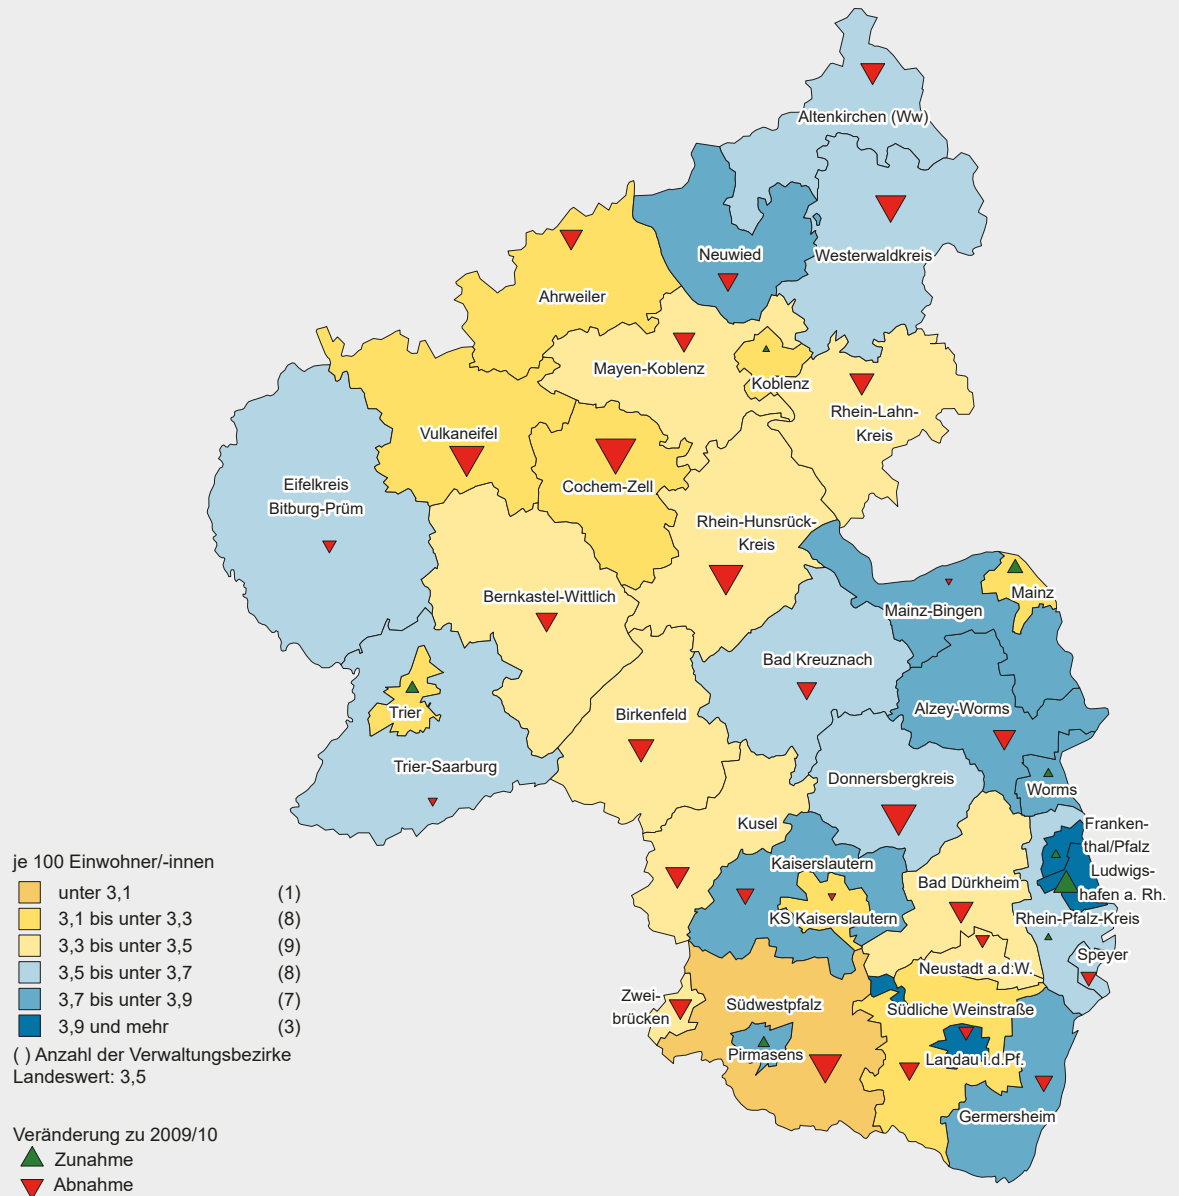 Altenkirchen (Ww)
Neuwied
Westerwaldkreis
Ahrweiler
Mayen-Koblenz
Koblenz
Rhein-Lahn-
Kreis
Vulkaneifel
Cochem-Zell
Eifelkreis
Bitburg-Prüm
Rhein-Hunsrück-
Kreis
Bernkastel-Wittlich
Mainz
Mainz-Bingen
Bad Kreuznach
Trier
Birkenfeld
Alzey-Worms
Trier-Saarburg
Donnersbergkreis
Worms
Kusel
Franken-
thal/Pfalz
Kaiserslautern
Ludwigs-
hafen a. Rh.
Bad Dürkheim
KS Kaiserslautern
Rhein-Pfalz-Kreis
Speyer
Neustadt a.d.W.
Zwei-
brücken
Südwestpfalz
Südliche Weinstraße
Pirmasens
Landau i.d.Pf.
Germersheim
je 100 Einwohner/-innen
unter 3,1 (1)
3,1 bis unter 3,3 (8)
3,3 bis unter 3,5 (9)
3,5 bis unter 3,7 (8)
3,7 bis unter 3,9 (7)
3,9 und mehr (3)
( ) Anzahl der Verwaltungsbezirke
Landeswert: 3,5
Veränderung zu 2009/10
Zunahme
Abnahme